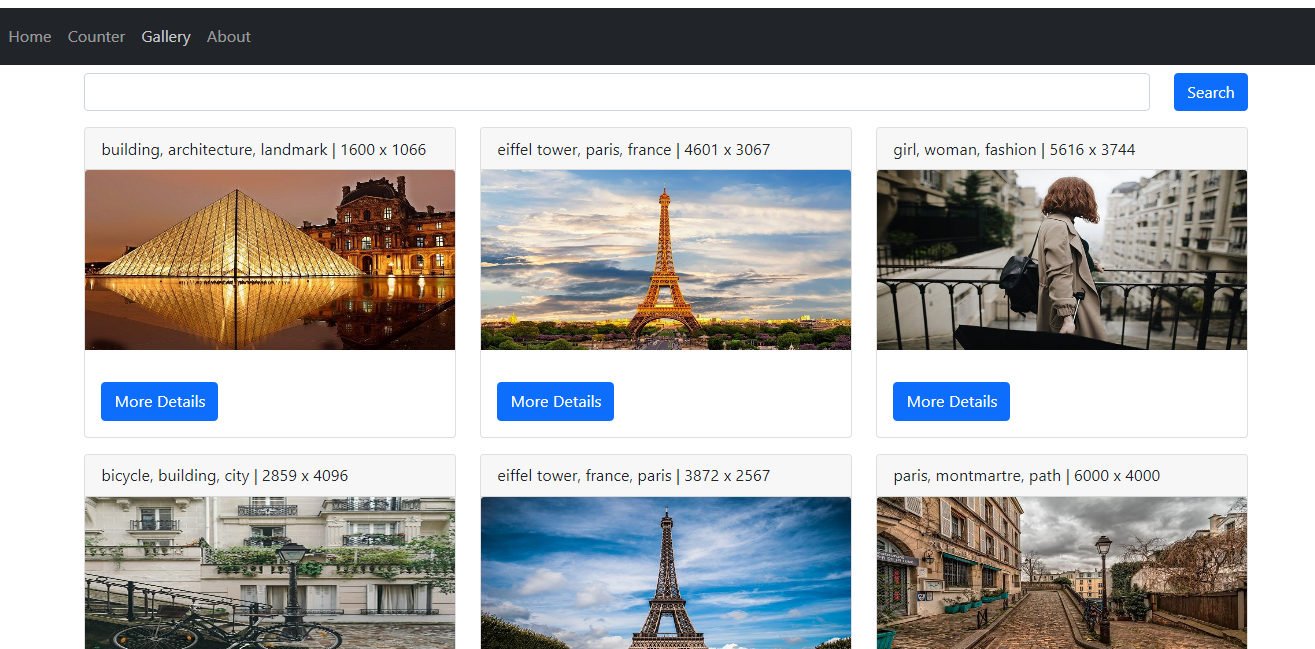 Home Counter Gallery About
Search
building, architecture, landmark | 1600 x 1066
eiffel tower, paris, france | 4601 x 3067
girl, woman, fashion | 5616 x 3744
More Details
More Details
More Details
bicycle, building, city | 2859 x 4096
eiffel tower, france, paris | 3872 x 2567
paris, montmartre, path | 6000 x 4000